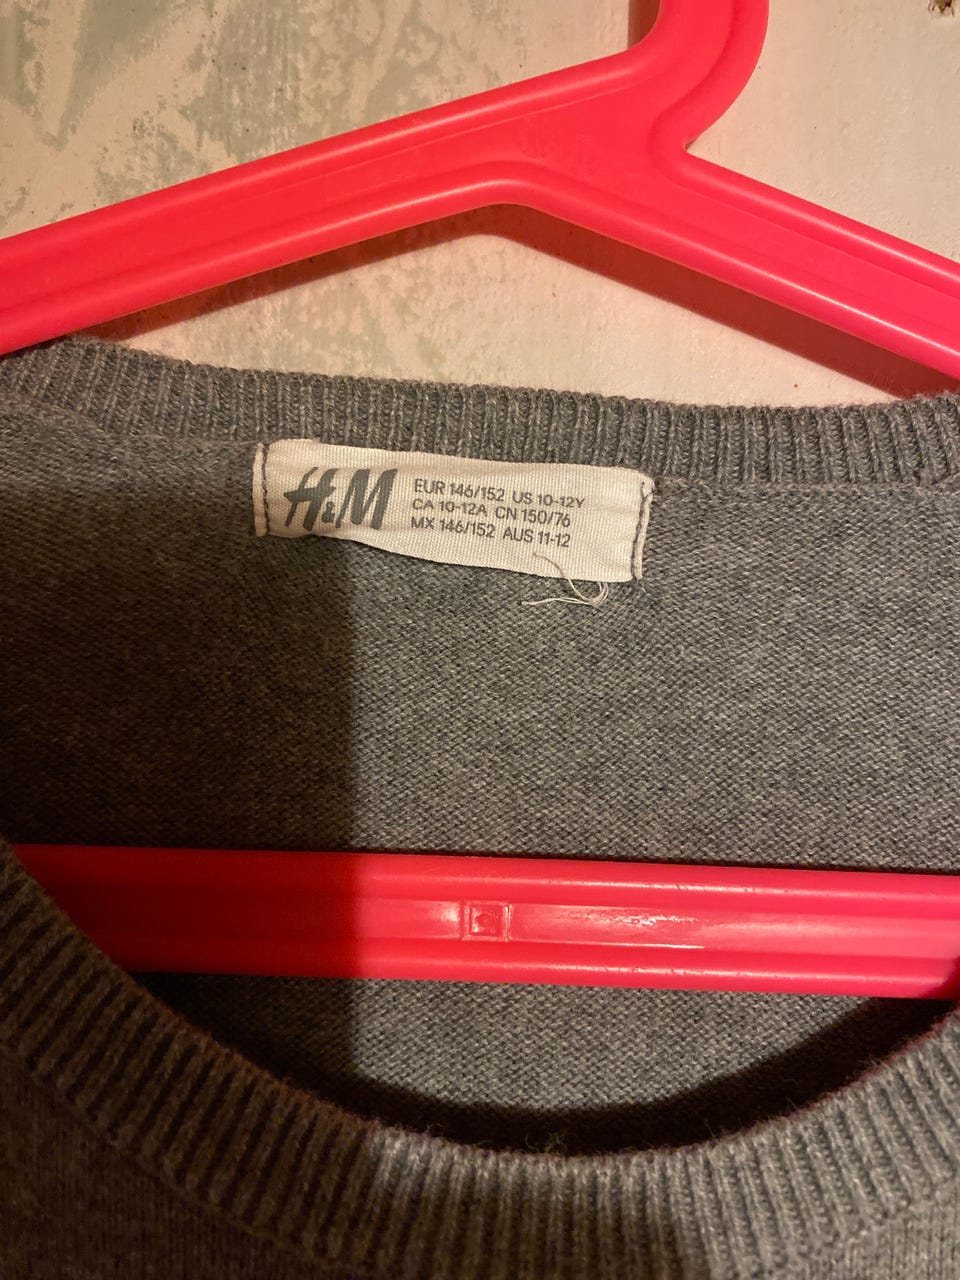 H&M
EUR 146/152 US 10-12Y
CA 10-12A CN 150/76
MX 146/152 AUS 11-12